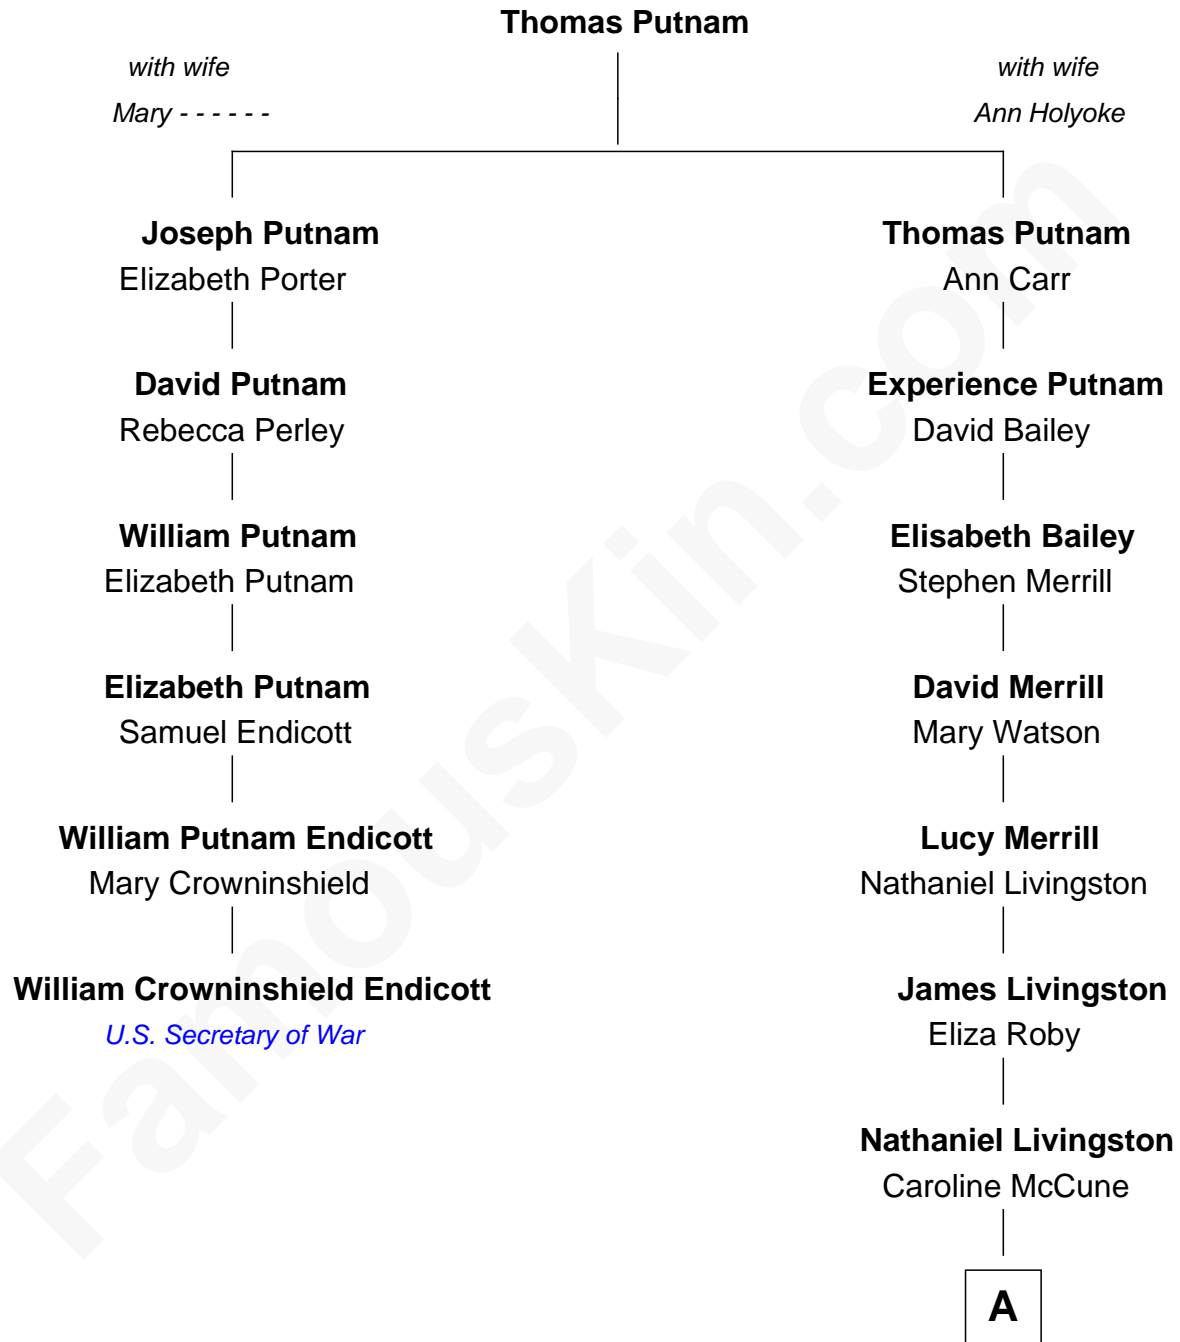 Thomas Putnam
with wife
Mary - - - - - -
with wife
Ann Holyoke
Joseph Putnam
Elizabeth Porter
David Putnam
Rebecca Perley
William Putnam
Elizabeth Putnam
Elizabeth Putnam
Samuel Endicott
William Putnam Endicott
Mary Crowninshield
William Crowninshield Endicott
U.S. Secretary of War
Thomas Putnam
Ann Carr
Experience Putnam
David Bailey
Elisabeth Bailey
Stephen Merrill
David Merrill
Mary Watson
Lucy Merrill
Nathaniel Livingston
James Livingston
Eliza Roby
Nathaniel Livingston
Caroline McCune
A
FamousKin.com